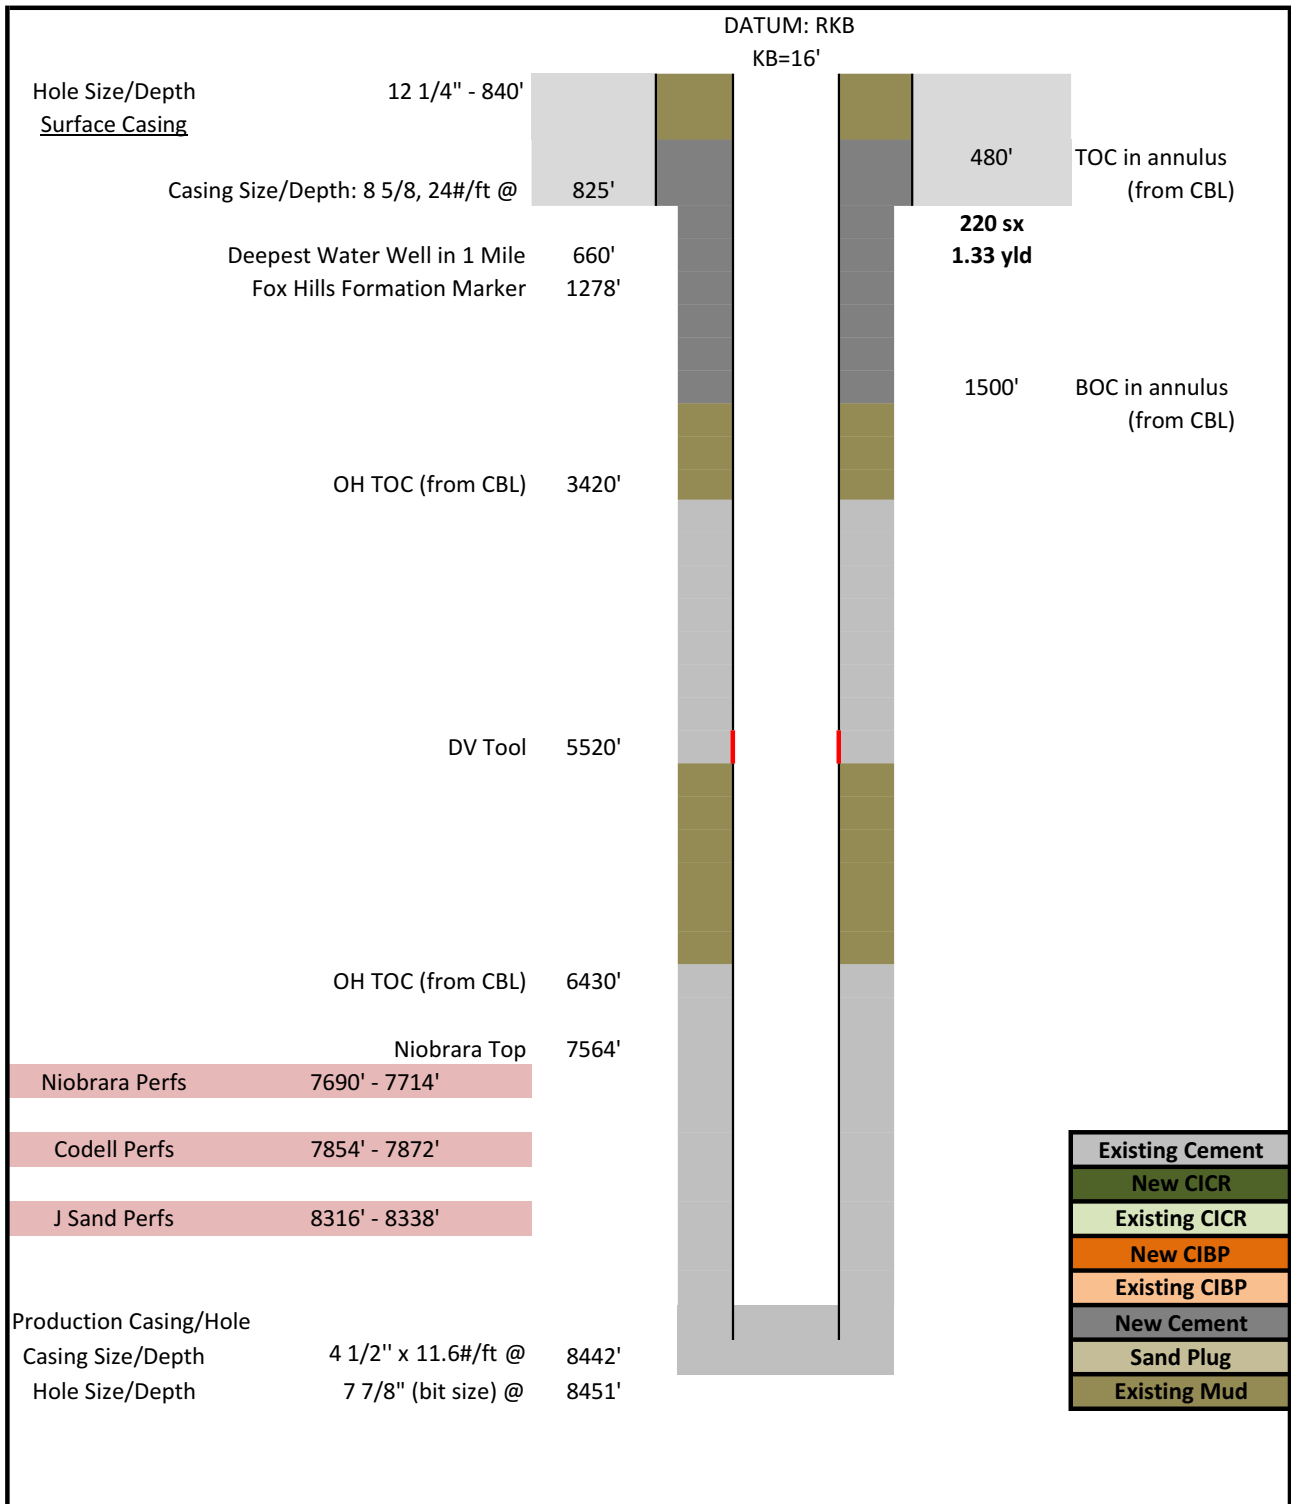 DATUM: RKB
KB=16'
Hole Size/Depth 12 1/4" - 840'
Surface Casing
480' TOC in annulus
Casing Size/Depth: 8 5/8, 24#/ft @ 825' (from CBL)
220 sx
Deepest Water Well in 1 Mile 660' 1.33 yld
Fox Hills Formation Marker 1278'
1500' BOC in annulus
(from CBL)
OH TOC (from CBL) 3420'
DV Tool 5520'
OH TOC (from CBL) 6430'
Niobrara Top 7564'
Niobrara Perfs 7690' - 7714'
Codell Perfs 7854' - 7872'
J Sand Perfs 8316' - 8338'
Production Casing/Hole
Casing Size/Depth 4 1/2'' x 11.6#/ft @ 8442'
Hole Size/Depth 7 7/8" (bit size) @ 8451'
Existing Cement
New CICR
Existing CICR
New CIBP
Existing CIBP
New Cement
Sand Plug
Existing Mud